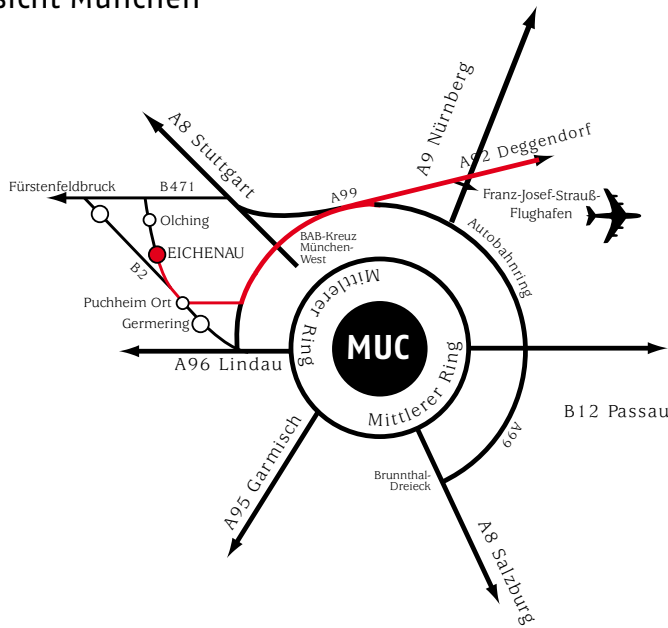 sicht München
A9 Nürnberg
A8 Stuttgart
A92 Deggendorf
Fürstenfeldbruck
B471
A99
Franz-Josef-Strauß-
Flughafen
Olching
Autobahnring
BAB-Kreuz
München-
West
EICHENAU
B2
Mittlerer Ring
Puchheim Ort
Germering
MUC
A96 Lindau
Mittlerer Ring
B12 Passau
A99
A95 Garmisch
Brunnthal-
Dreieck
A8 Salzburg